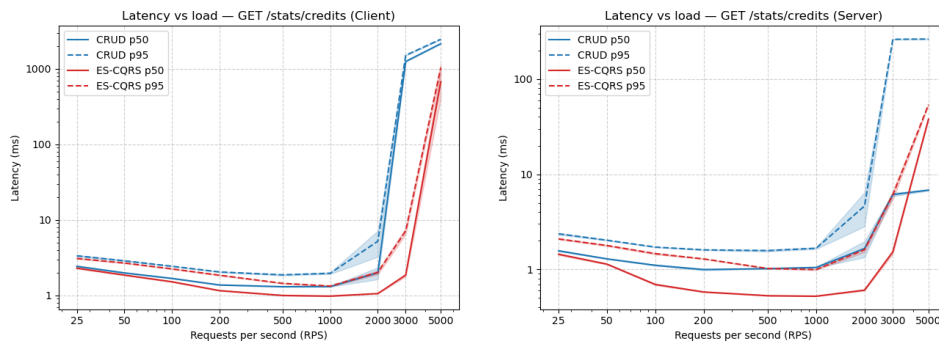 Latency vs load — GET /stats/credits (Client)
CRUD p50
CRUD p95
ES-CQRS p50
ES-CQRS p95
Latency (ms)
1000
100
10
1
25 50 100 200 500 1000 2000 3000 5000
Requests per second (RPS)
Latency vs load — GET /stats/credits (Server)
CRUD p50
CRUD p95
ES-CQRS p50
ES-CQRS p95
Latency (ms)
100
10
1
25 50 100 200 500 1000 2000 3000 5000
Requests per second (RPS)